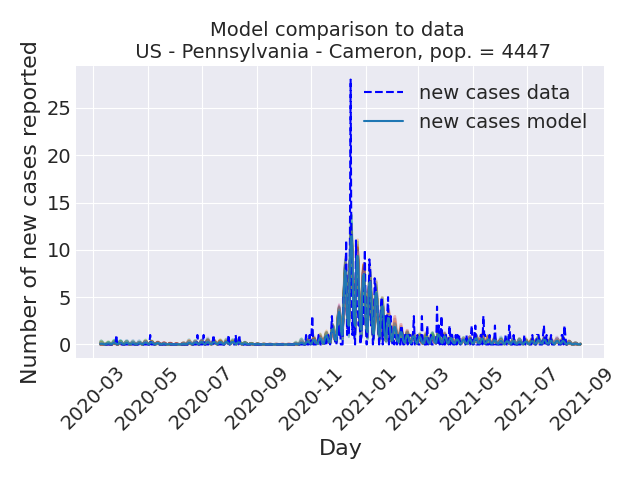 Model comparison to data
US - Pennsylvania - Cameron, pop. = 4447
Number of new cases reported
25
20
15
10
5
0
new cases data
new cases model
2020-03
2020-05
2020-07
2020-09
2020-11
2021-01
2021-03
2021-05
2021-07
2021-09
Day